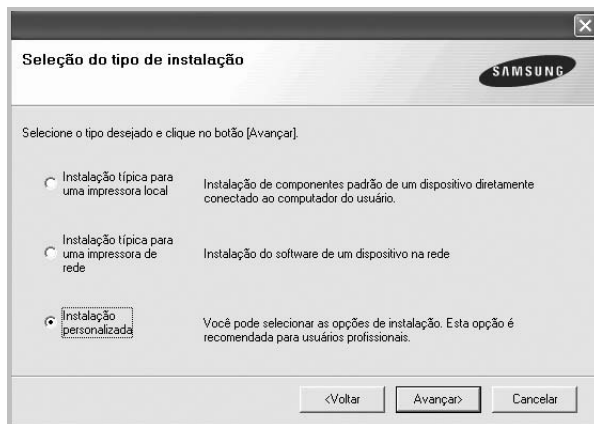 Seleção do tipo de instalação
SAMSUNG
Selecione o tipo desejado e clique no botão [Avançar].
Instalação típica para
uma impressora local
Instalação de componentes padrão de um dispositivo diretamente
conectado ao computador do usuário.
Instalação típica para
uma impressora de
rede
Instalação do software de um dispositivo na rede
Instalação
personalizada
Você pode selecionar as opções de instalação. Esta opção é
recomendada para usuários profissionais.
<Voltar
Avançar>
Cancelar